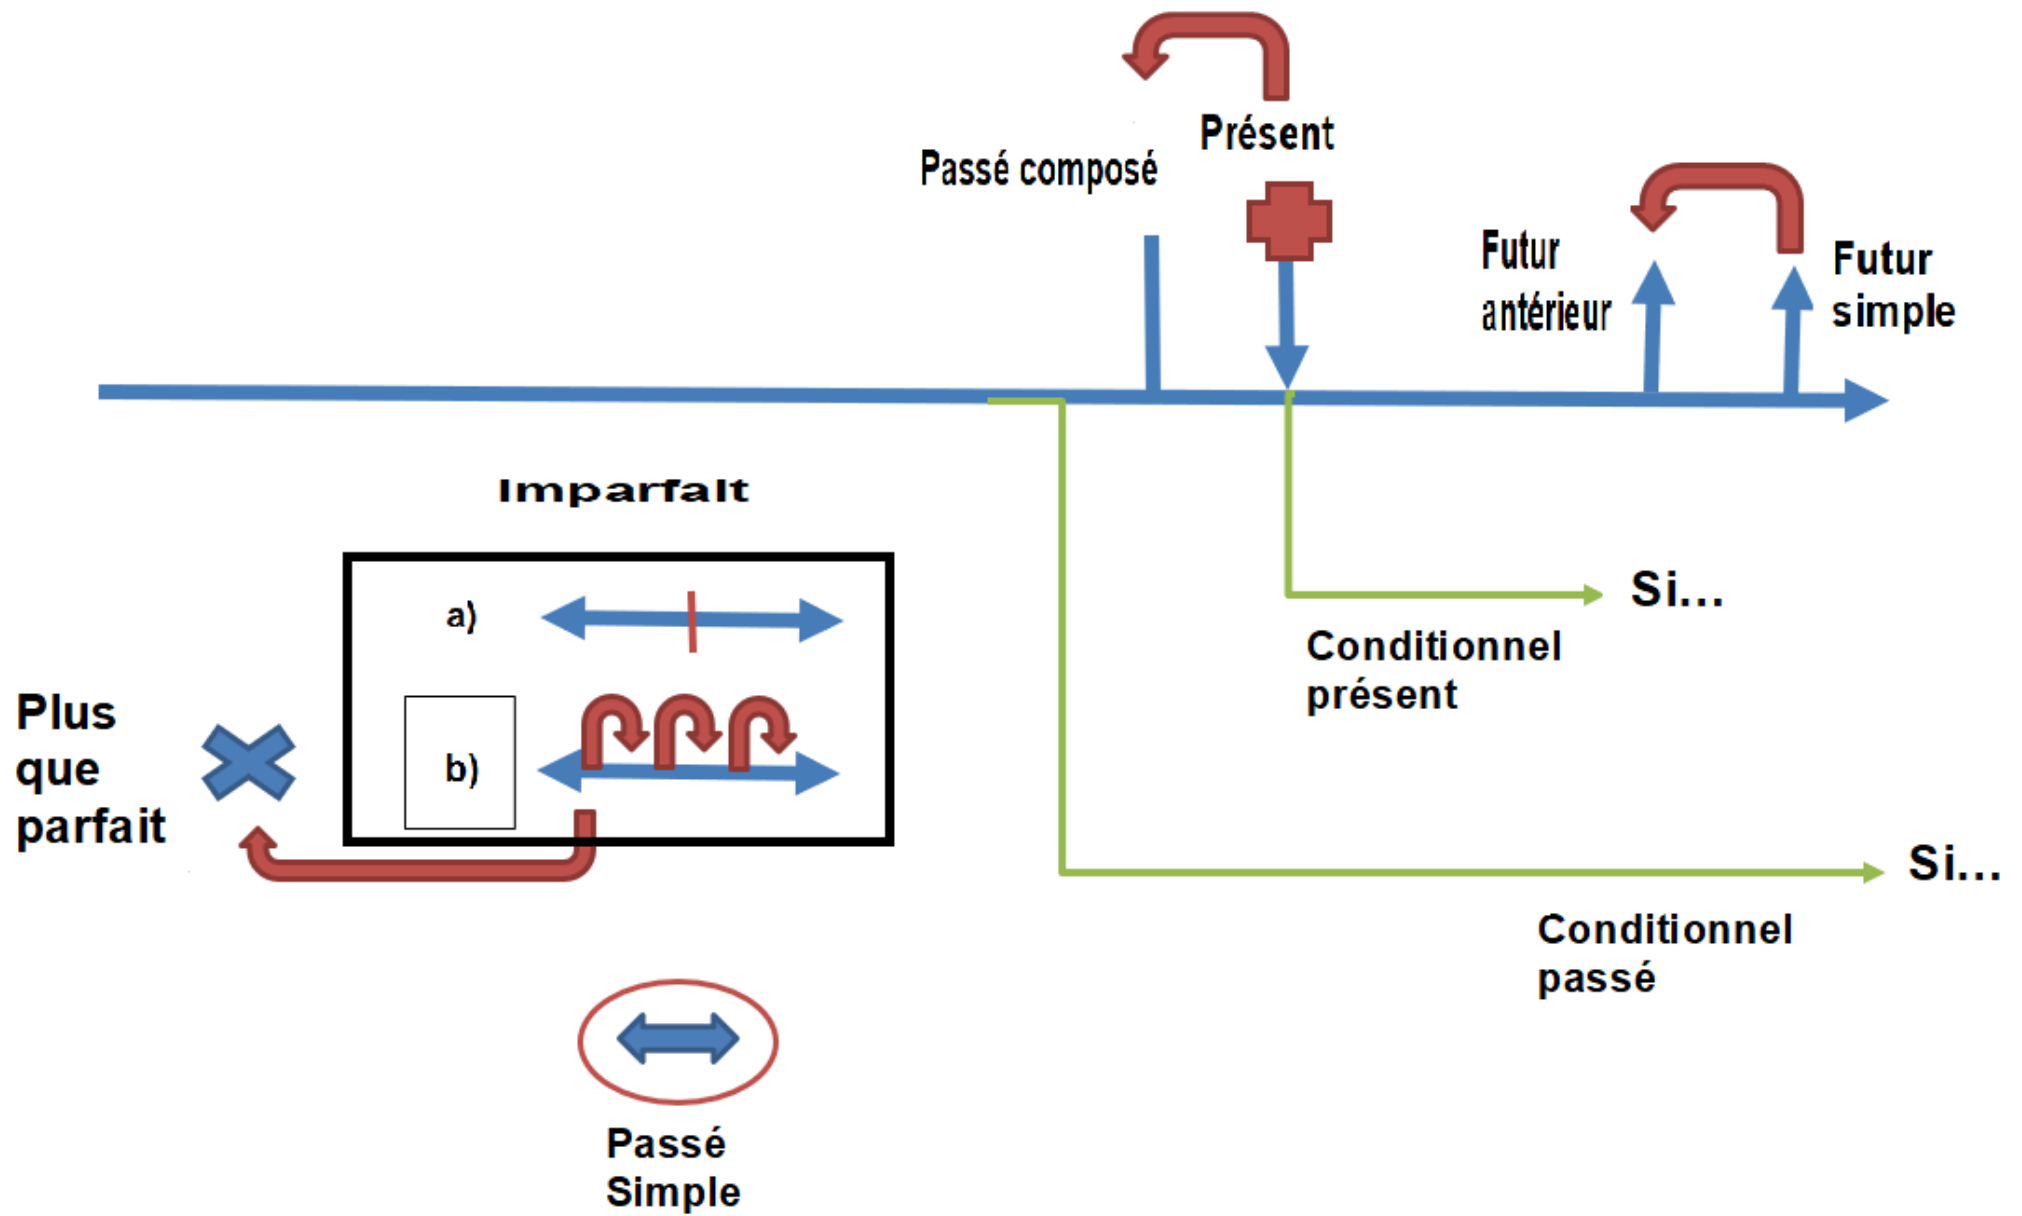 Présent
Passé composé
Futur
antérieur
Futur
simple
Imparfait
a)
b)
Plus
que
parfait
Si...
Conditionnel
présent
Si...
Conditionnel
passé
Passé
Simple